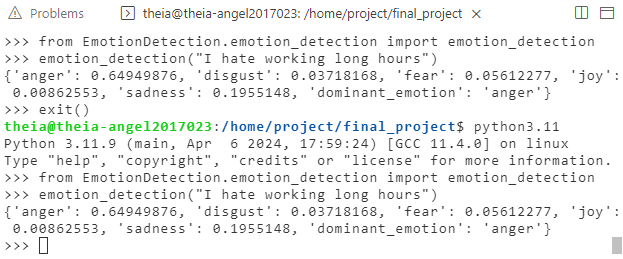 Problems theia@theia-angel2017023: /home/project/final_project
>>> from EmotionDetection.emotion_detection import emotion_detection
>>> emotion_detection("I hate working long hours")
{'anger': 0.64949876, 'disgust': 0.03718168, 'fear': 0.05612277, 'joy':
 0.00862553, 'sadness': 0.1955148, 'dominant_emotion': 'anger'}
>>> exit()
theia@theia-angel2017023:/home/project/final_project$ python3.11
Python 3.11.9 (main, Apr  6 2024, 17:59:24) [GCC 11.4.0] on linux
Type "help", "copyright", "credits" or "license" for more information.
>>> from EmotionDetection.emotion_detection import emotion_detection
>>> emotion_detection("I hate working long hours")
{'anger': 0.64949876, 'disgust': 0.03718168, 'fear': 0.05612277, 'joy':
 0.00862553, 'sadness': 0.1955148, 'dominant_emotion': 'anger'}
>>>